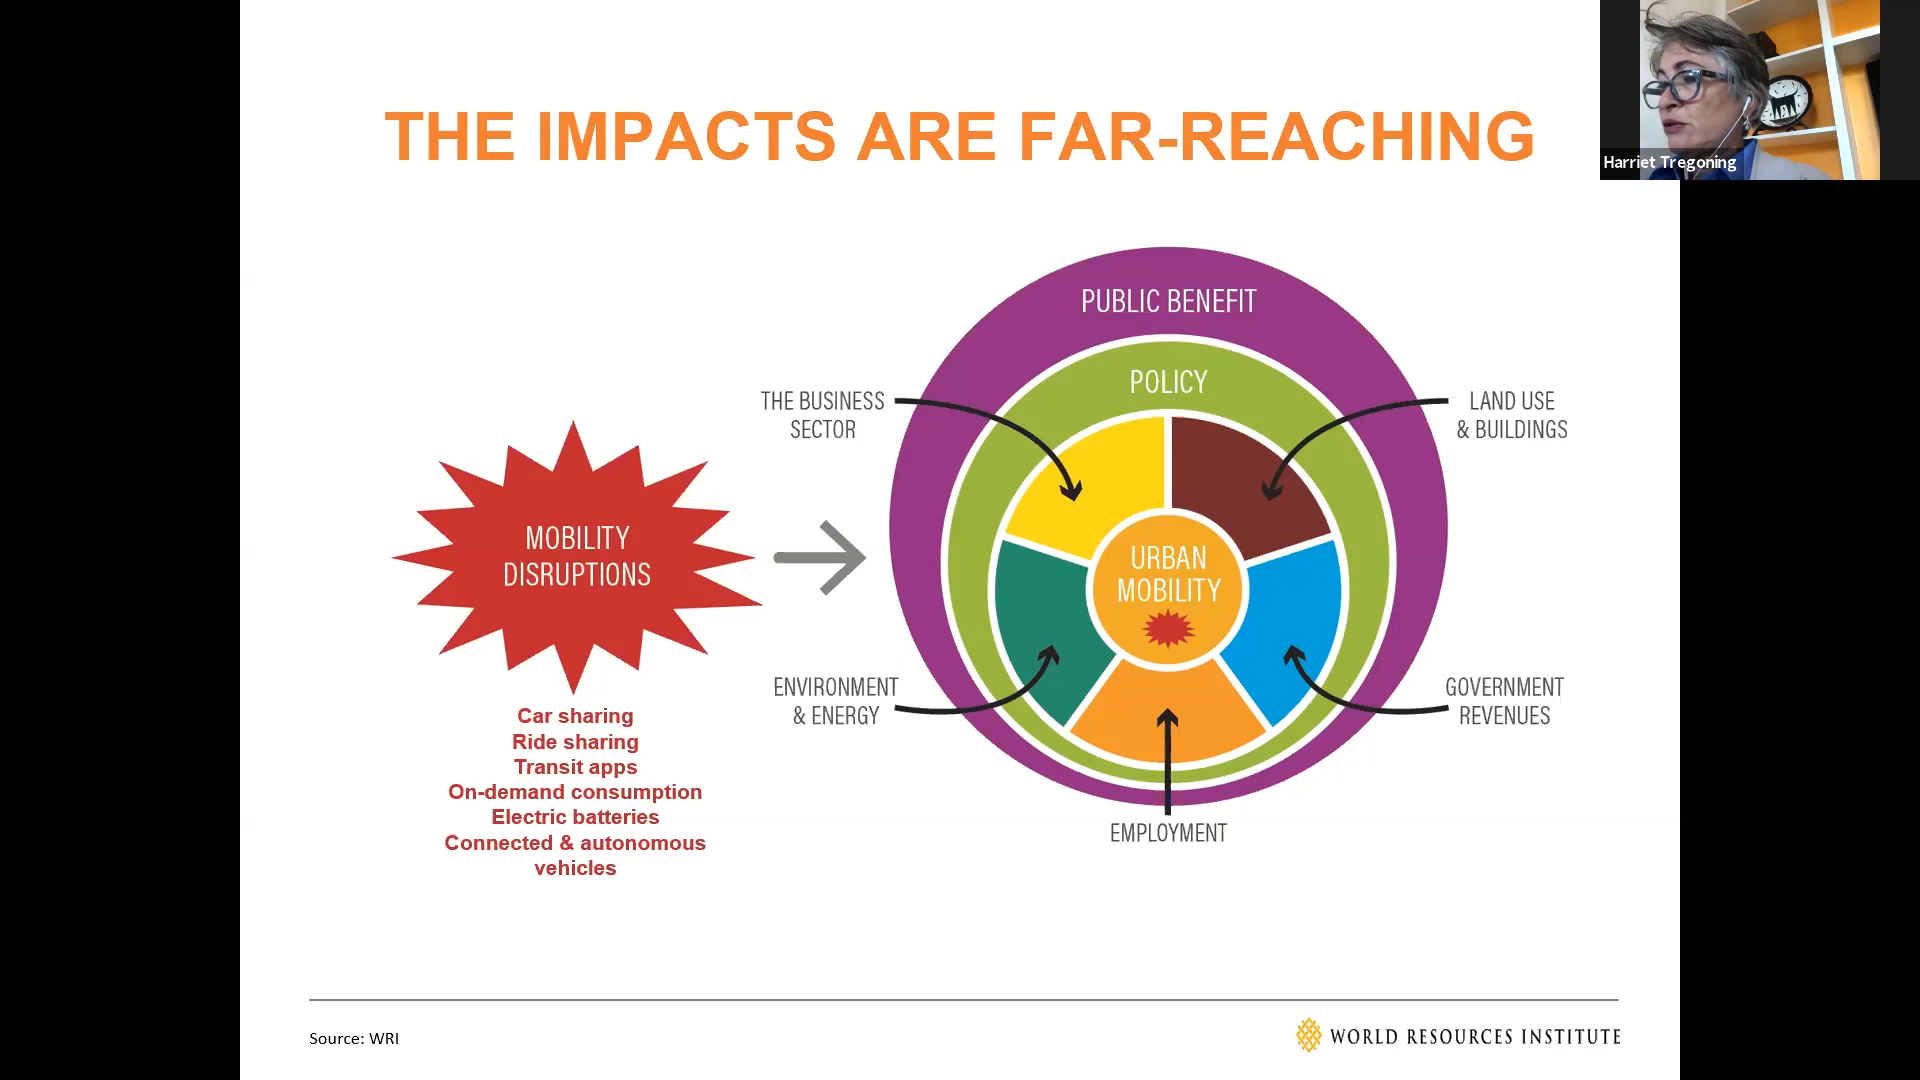 THE IMPACTS ARE FAR-REACHING
Harriet Tregoning
PUBLIC BENEFIT
POLICY
THE BUSINESS
SECTOR
LAND USE
& BUILDINGS
MOBILITY
DISRUPTIONS
URBAN
MOBILITY
ENVIRONMENT
& ENERGY
GOVERNMENT
REVENUES
EMPLOYMENT
Car sharing
Ride sharing
Transit apps
On-demand consumption
Electric batteries
Connected & autonomous
vehicles
Source: WRI
WORLD RESOURCES INSTITUTE